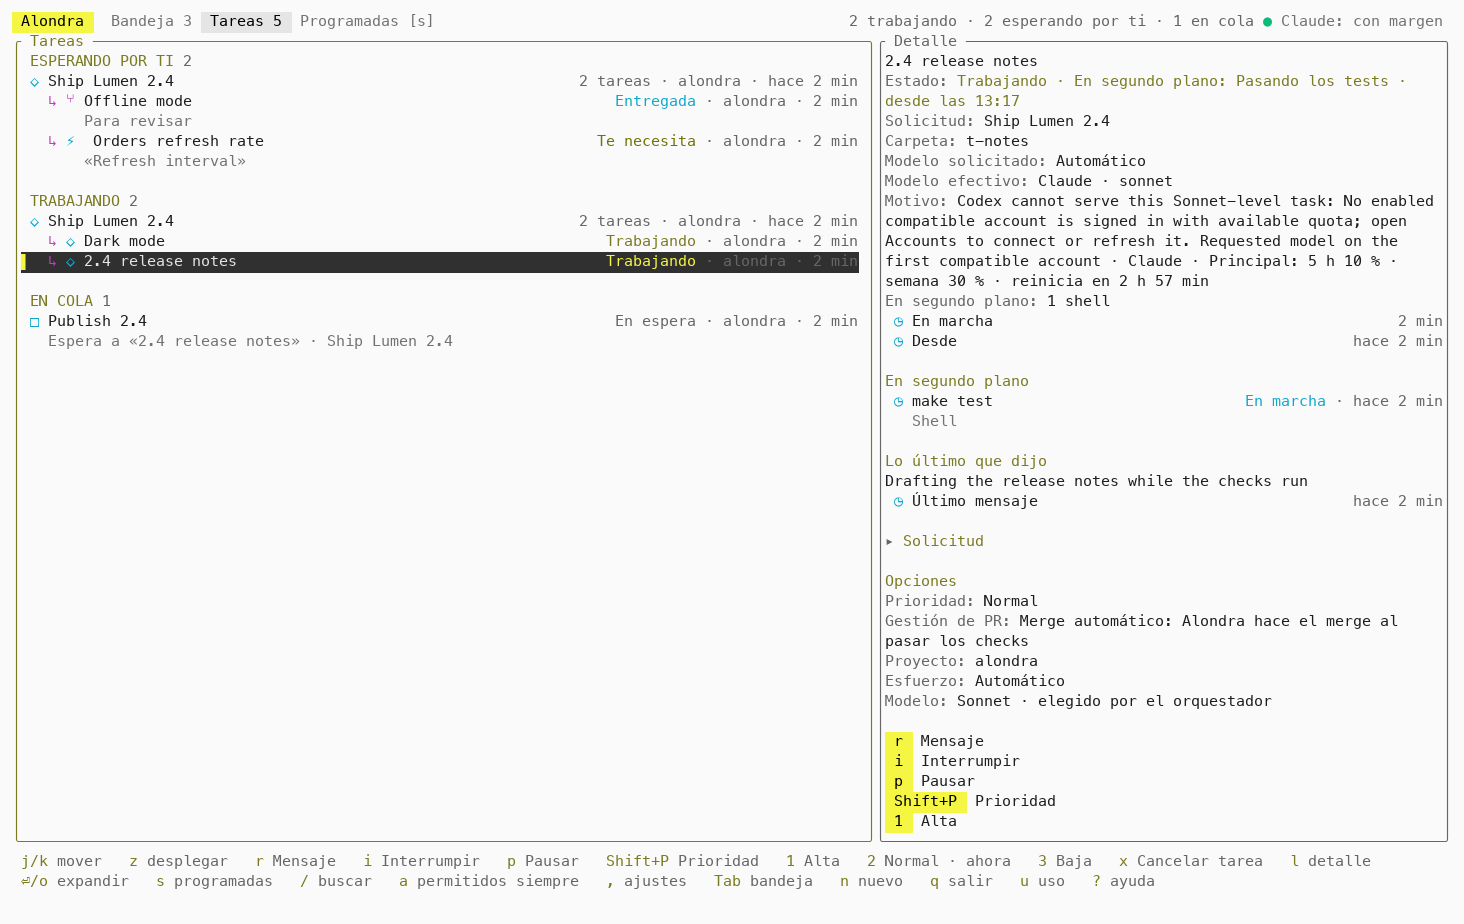 Alondra  Bandeja 3  Tareas 5  Programadas [s]  2 trabajando · 2 esperando por ti · 1 en cola ● Claude: con margen
Tareas
ESPERANDO POR TI 2
◇ Ship Lumen 2.4  2 tareas · alondra · hace 2 min
↳ ⑂ Offline mode  Entregada · alondra · 2 min
Para revisar
↳ ⚡ Orders refresh rate  Te necesita · alondra · 2 min
«Refresh interval»
TRABAJANDO 2
◇ Ship Lumen 2.4  2 tareas · alondra · hace 2 min
↳ ◇ Dark mode  Trabajando · alondra · 2 min
↳ ◇ 2.4 release notes  Trabajando · alondra · 2 min
EN COLA 1
□ Publish 2.4  En espera · alondra · 2 min
Espera a «2.4 release notes» · Ship Lumen 2.4
Detalle
2.4 release notes
Estado: Trabajando · En segundo plano: Pasando los tests ·
desde las 13:17
Solicitud: Ship Lumen 2.4
Carpeta: t-notes
Modelo solicitado: Automático
Modelo efectivo: Claude · sonnet
Motivo: Codex cannot serve this Sonnet-level task: No enabled
compatible account is signed in with available quota; open
Accounts to connect or refresh it. Requested model on the
first compatible account · Claude · Principal: 5 h 10 % ·
semana 30 % · reinicia en 2 h 57 min
En segundo plano: 1 shell
◷ En marcha  2 min
◷ Desde  hace 2 min
En segundo plano
◷ make test  En marcha · hace 2 min
Shell
Lo último que dijo
Drafting the release notes while the checks run
◷ Último mensaje  hace 2 min
▸ Solicitud
Opciones
Prioridad: Normal
Gestión de PR: Merge automático: Alondra hace el merge al
pasar los checks
Proyecto: alondra
Esfuerzo: Automático
Modelo: Sonnet · elegido por el orquestador
r Mensaje
i Interrumpir
p Pausar
Shift+P Prioridad
1 Alta
j/k mover  z desplegar  r Mensaje  i Interrumpir  p Pausar  Shift+P Prioridad  1 Alta  2 Normal · ahora  3 Baja  x Cancelar tarea  l detalle
⏎/o expandir  s programadas  / buscar  a permitidos siempre  , ajustes  Tab bandeja  n nuevo  q salir  u uso  ? ayuda